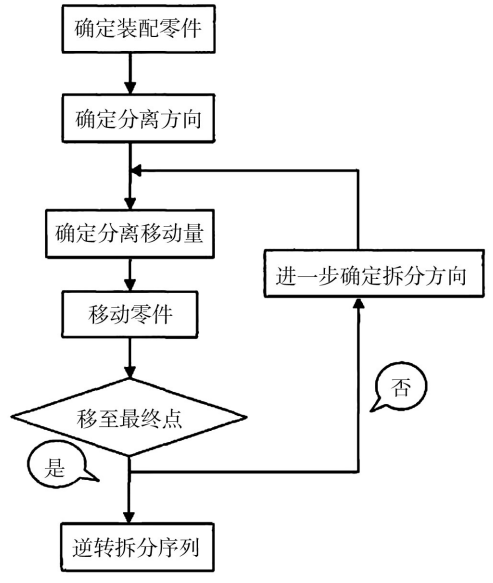 确定装配零件
确定分离方向
确定分离移动量
进一步确定拆分方向
移动零件
否
移至最终点
是
逆转拆分序列